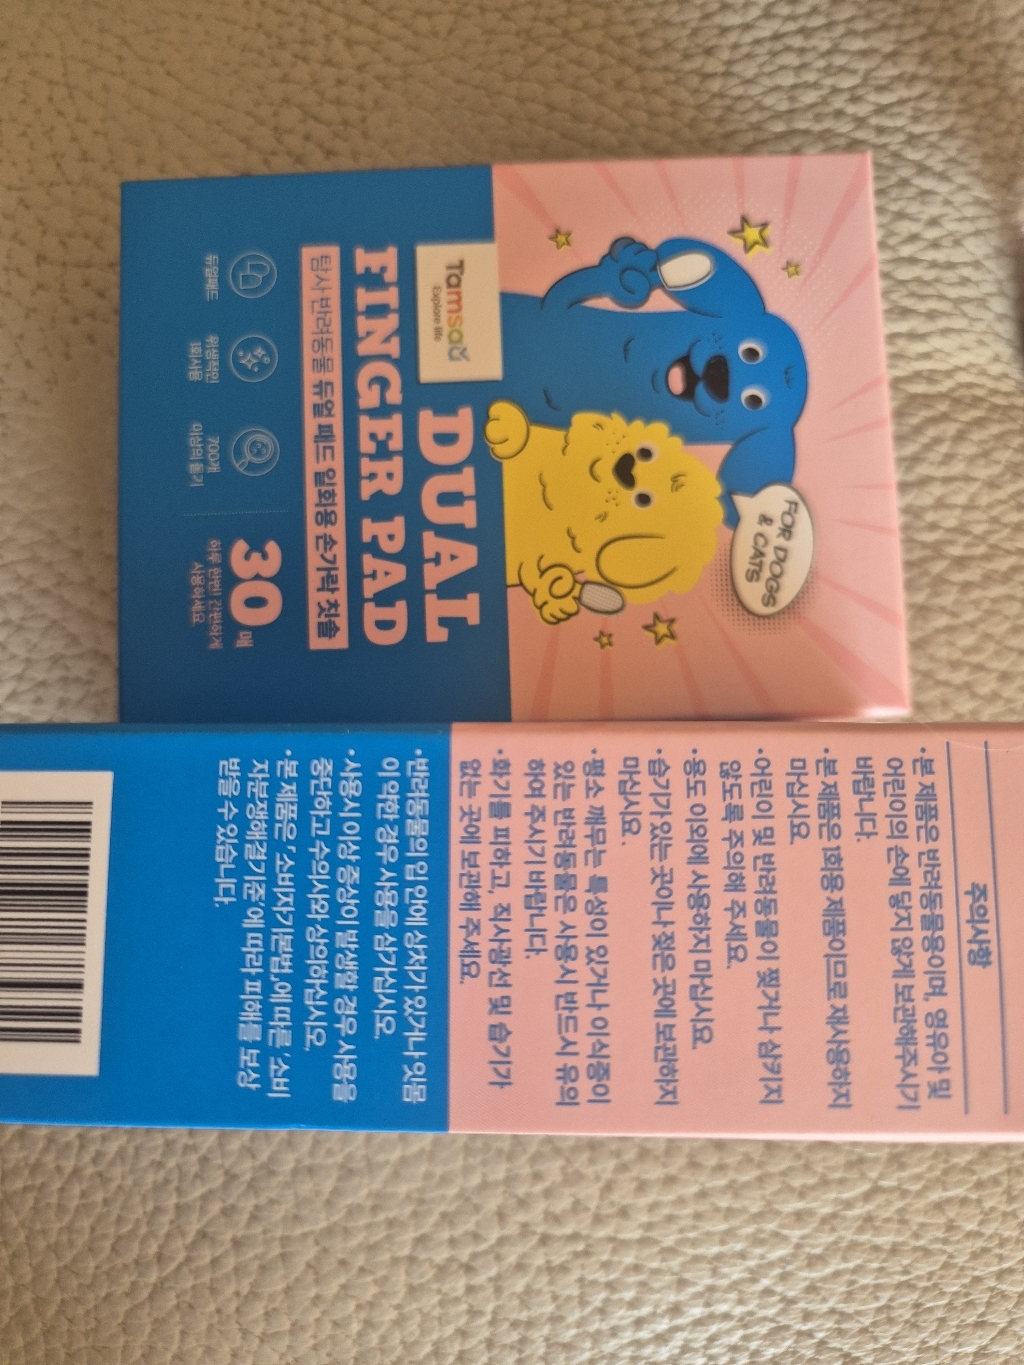 FOR DOGS
& CATS
Tamsaa
Explore life
DUAL
FINGER PAD
탐사 반려동물 듀얼 패드 일회용 손가락 칫솔
듀얼패드
위생적인
1회사용
700개
이상의 돌기
30매
하루 한번! 간편하게
사용하세요
주의사항
• 본 제품은 반려동물용이며, 영유아 및
어린이의 손에 닿지 않게 보관해주시기
바랍니다.
• 본 제품은 1회용 제품이므로 재사용하지
마십시요
• 어린이 및 반려동물이 찢거나 삼키지
않도록 주의해 주세요.
• 용도 이외에 사용하지 마십시요.
• 습기가 있는 곳이나 젖은 곳에 보관하지
마십시요.
• 평소 깨무는 특성이 있거나 이식증이
있는 반려동물은 사용시 반드시 유의
하여 주시기 바랍니다.
• 화기를 피하고, 직사광선 및 습기가
없는 곳에 보관해 주세요.
• 반려동물의 입 안에 상처가 있거나 잇몸
이 약한 경우 사용을 삼가십시요.
• 사용시 이상 증상이 발생할 경우 사용을
중단하고 수의사와 상의하십시요.
• 본 제품은 '소비자기본법」에 따른 '소비
자분쟁해결기준'에 따라 피해를 보상
받을 수 있습니다.